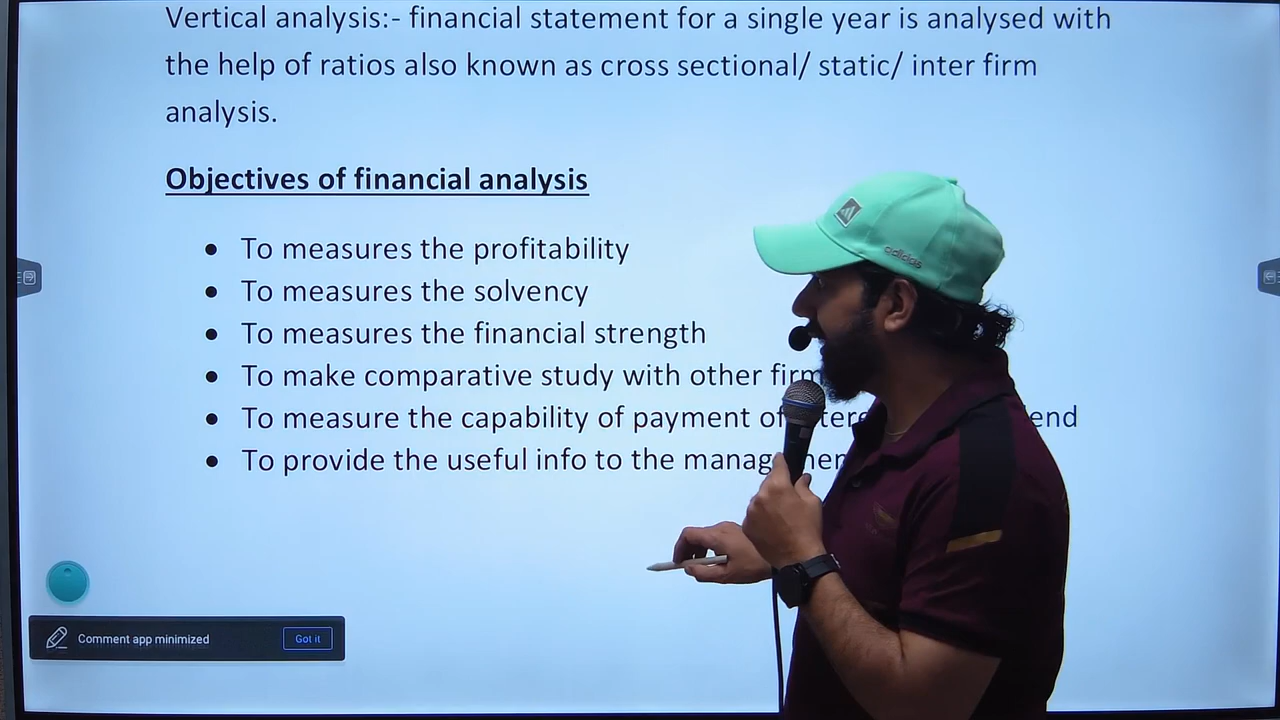 Vertical analysis:- financial statement for a single year is analysed with
the help of ratios also known as cross sectional/ static/ inter firm
analysis.
Objectives of financial analysis
• To measures the profitability
• To measures the solvency
• To measures the financial strength
• To make comparative study with other firm
• To measure the capability of payment of
• To provide the useful info to the
adidas
Comment app minimized
Got it